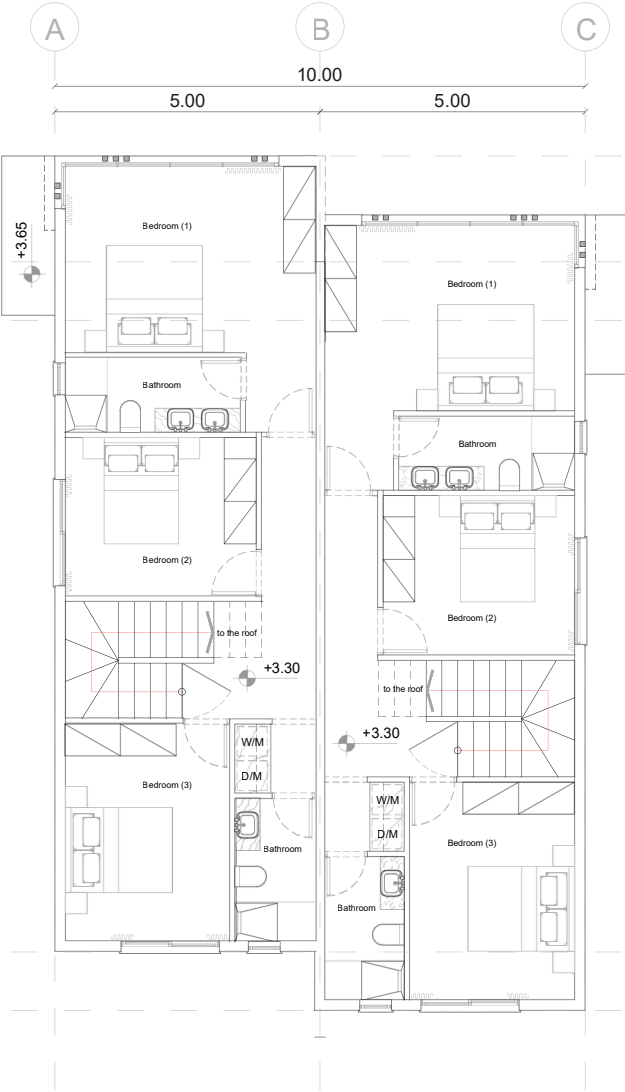 A B C
10.00
5.00 5.00
Bedroom (1)
+3.65
Bedroom (1)
Bathroom
Bathroom
Bedroom (2)
Bedroom (2)
to the roof
+3.30
to the roof
+3.30
W/M
D/M
Bedroom (3)
W/M
D/M
Bedroom (3)
Bathroom
Bathroom